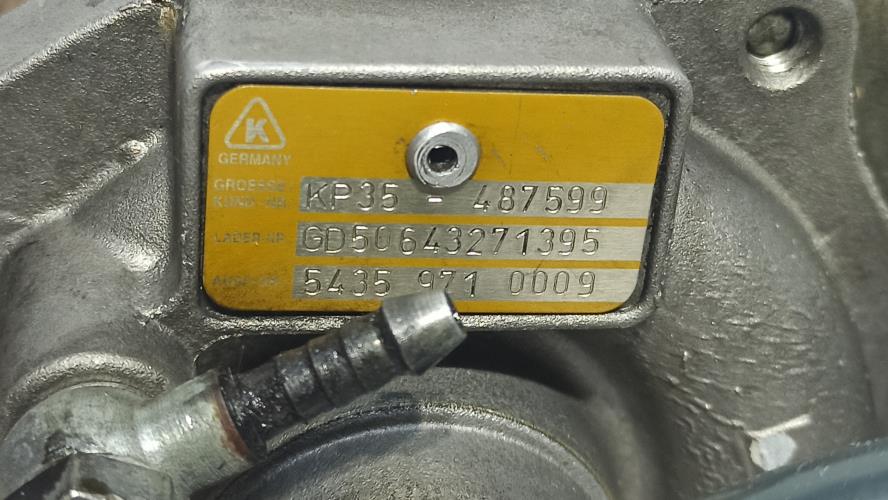 K
GERMANY
GROESSE KP35 - 487599
KUND.-NR.
LADER-NR. GD50643271395
5435 971 0009